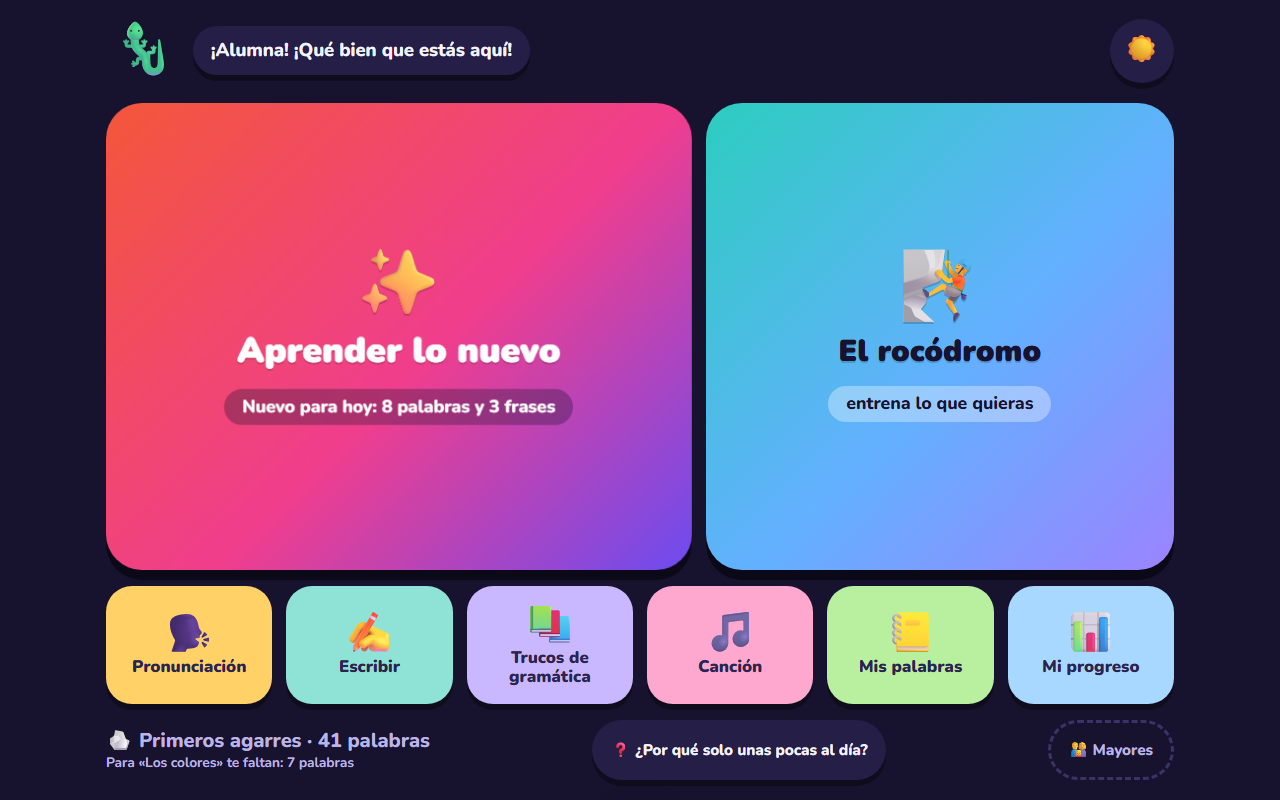 ¡Alumna! ¡Qué bien que estás aquí!
Aprender lo nuevo
Nuevo para hoy: 8 palabras y 3 frases
El rocódromo
entrena lo que quieras
Pronunciación
Escribir
Trucos de
gramática
Canción
Mis palabras
Mi progreso
Primeros agarres · 41 palabras
Para «Los colores» te faltan: 7 palabras
❓ ¿Por qué solo unas pocas al día?
Mayores